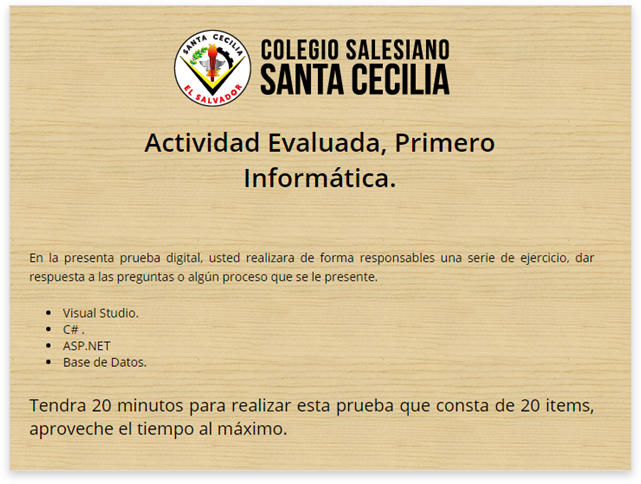 SANTA CECILIA
EL SALVADOR
COLEGIO SALESIANO
SANTA CECILIA
Actividad Evaluada, Primero
Informática.
En la presenta prueba digital, usted realizara de forma responsables una serie de ejercicio, dar
respuesta a las preguntas o algún proceso que se le presente.
• Visual Studio.
• C# .
• ASP.NET
• Base de Datos.
Tendra 20 minutos para realizar esta prueba que consta de 20 items,
aproveche el tiempo al máximo.